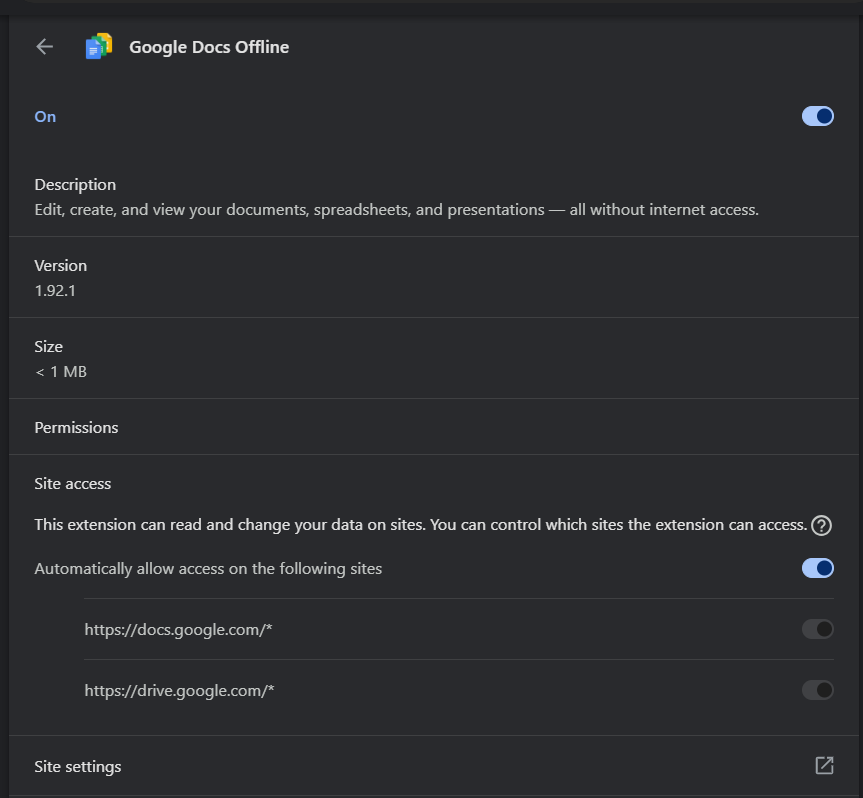 Google Docs Offline
On
Description
Edit, create, and view your documents, spreadsheets, and presentations — all without internet access.
Version
1.92.1
Size
< 1 MB
Permissions
Site access
This extension can read and change your data on sites. You can control which sites the extension can access.
Automatically allow access on the following sites
https://docs.google.com/*
https://drive.google.com/*
Site settings